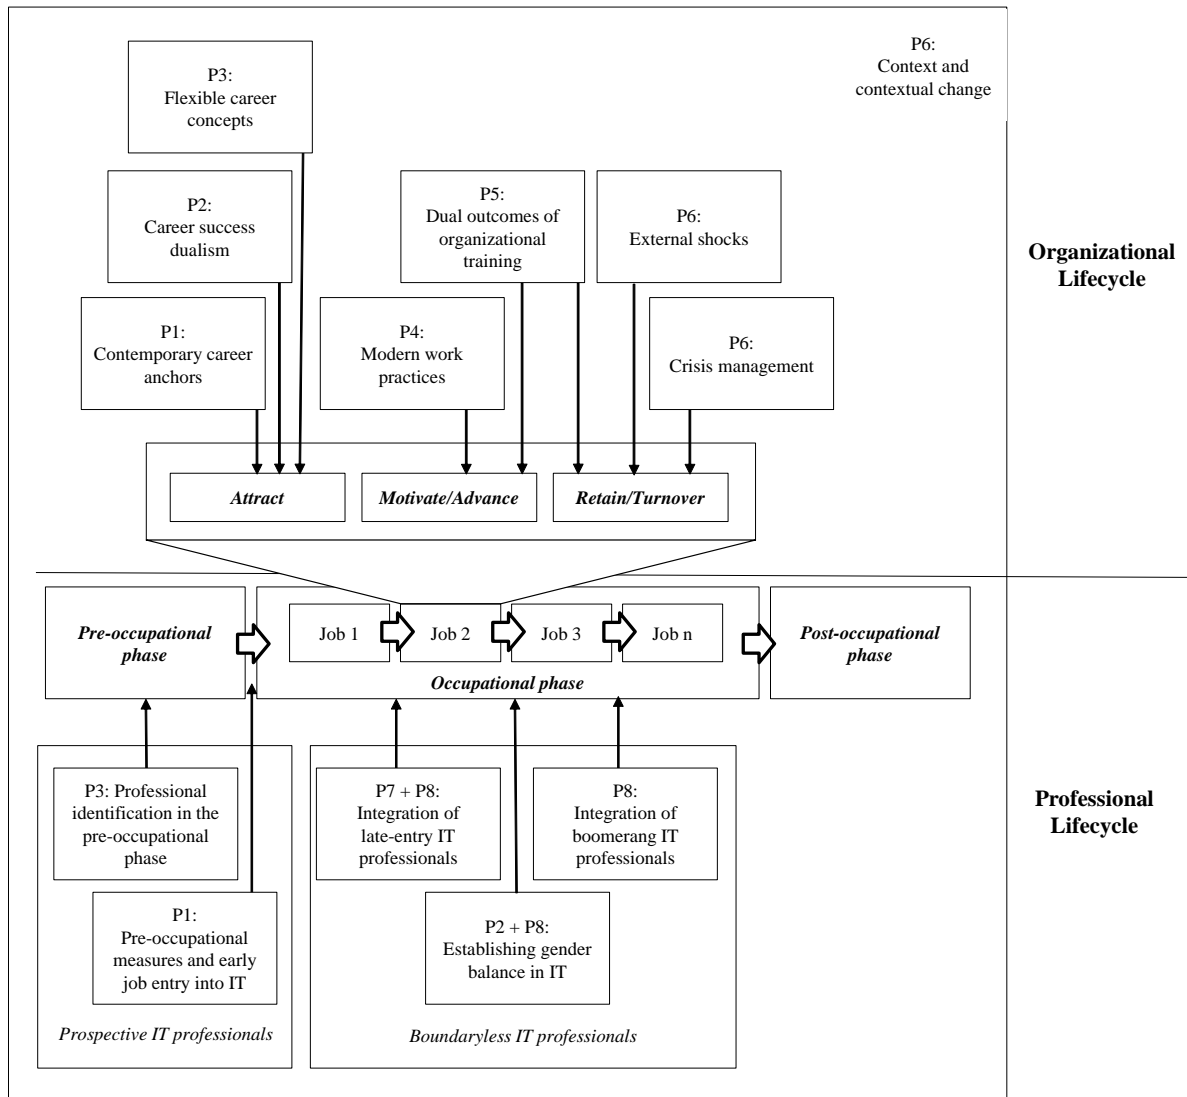 P6:
Context and
contextual change
P3:
Flexible career
concepts
P2:
Career success
dualism
P5:
Dual outcomes of
organizational
training
P6:
External shocks
P1:
Contemporary career
anchors
P4:
Modern work
practices
P6:
Crisis management
Organizational
Lifecycle
Attract
Motivate/Advance
Retain/Turnover
Pre-occupational
phase
Job 1
Job 2
Job 3
Job n
Occupational phase
Post-occupational
phase
P3: Professional
identification in the
pre-occupational
phase
P7 + P8:
Integration of
late-entry IT
professionals
P8:
Integration of
boomerang IT
professionals
Professional
Lifecycle
P1:
Pre-occupational
measures and early
job entry into IT
P2 + P8:
Establishing gender
balance in IT
Prospective IT professionals
Boundaryless IT professionals